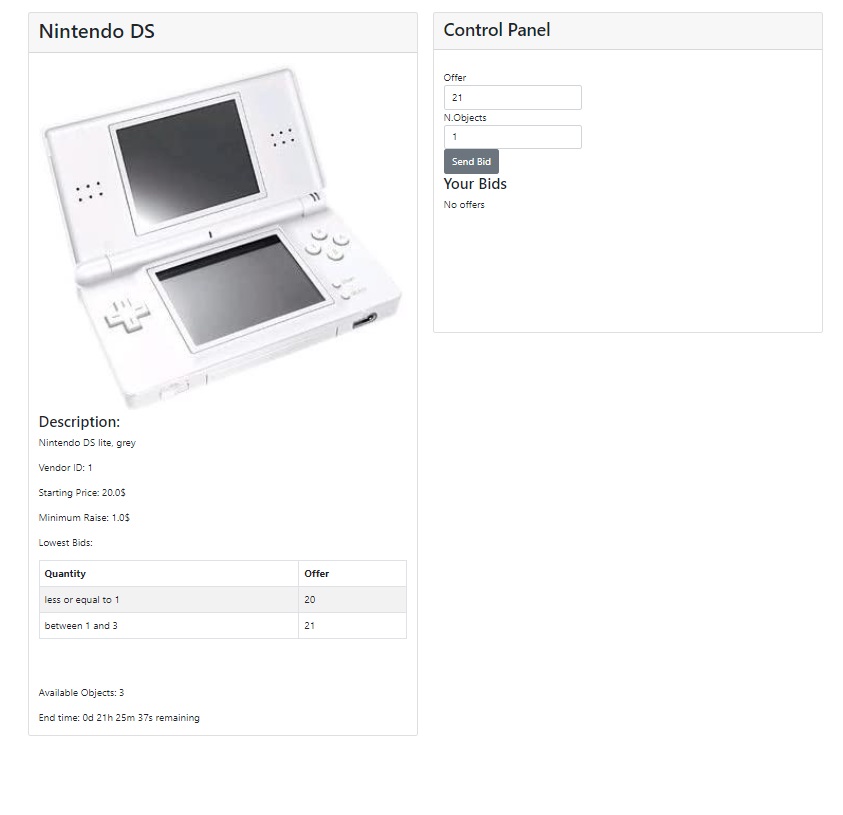 Nintendo DS
Description:
Nintendo DS lite, grey
Vendor ID: 1
Starting Price: 20.0$
Minimum Raise: 1.0$
Lowest Bids:
Quantity Offer
less or equal to 1 20
between 1 and 3 21
Available Objects: 3
End time: 0d 21h 25m 37s remaining
Control Panel
Offer
21
N.Objects
1
Send Bid
Your Bids
No offers